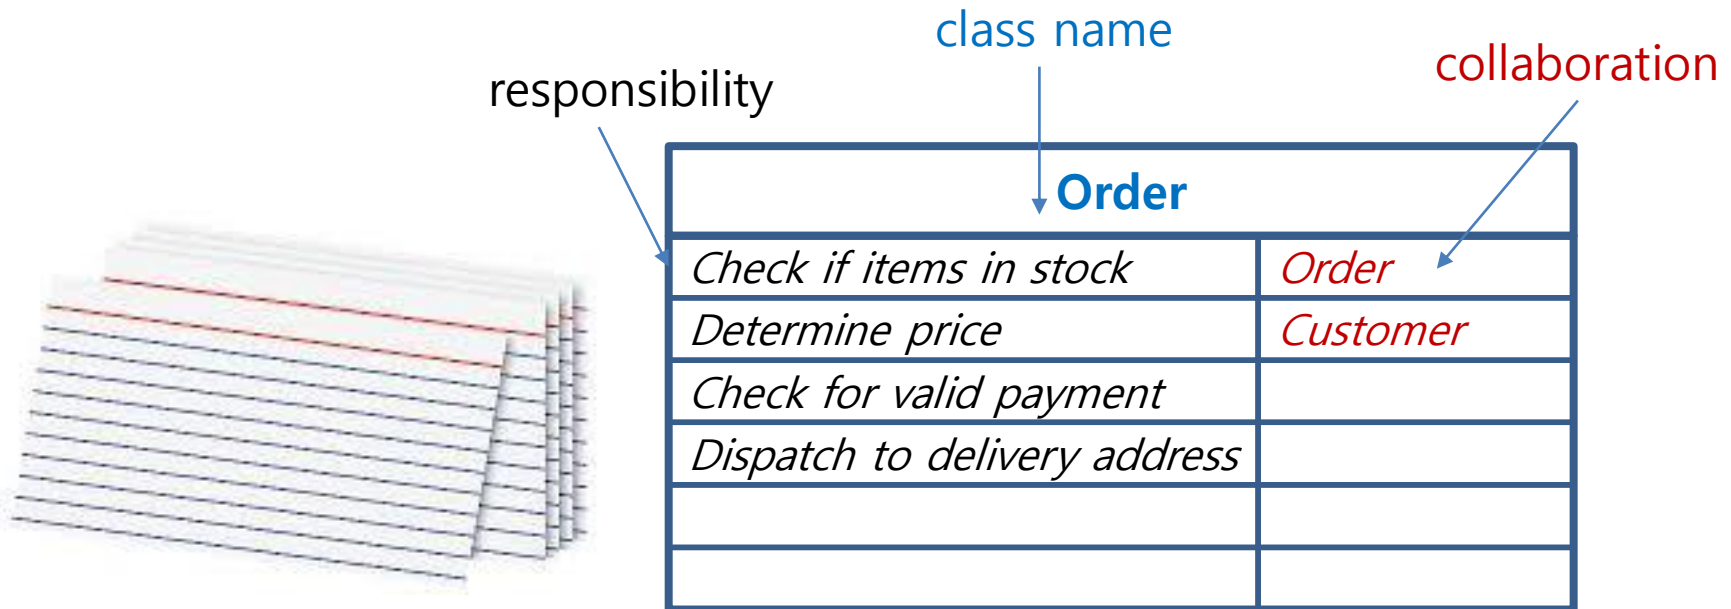 class name
collaboration
responsibility
Order
Check if items in stock Order
Determine price Customer
Check for valid payment
Dispatch to delivery address